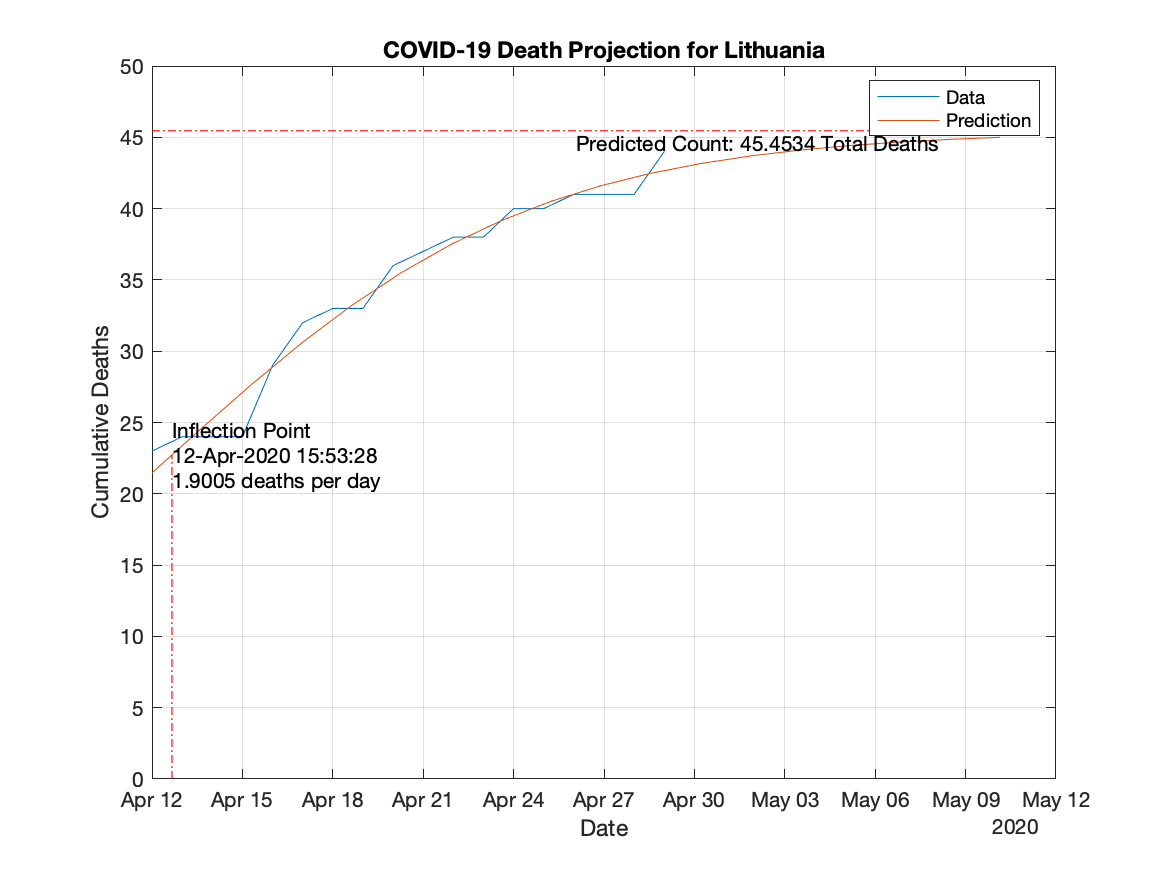 COVID-19 Death Projection for Lithuania
50
45
40
35
30
25
20
15
10
5
0
Cumulative Deaths
Data
Prediction
Predicted Count: 45.4534 Total Deaths
Inflection Point
12-Apr-2020 15:53:28
1.9005 deaths per day
Apr 12 Apr 15 Apr 18 Apr 21 Apr 24 Apr 27 Apr 30 May 03 May 06 May 09 May 12
Date
2020